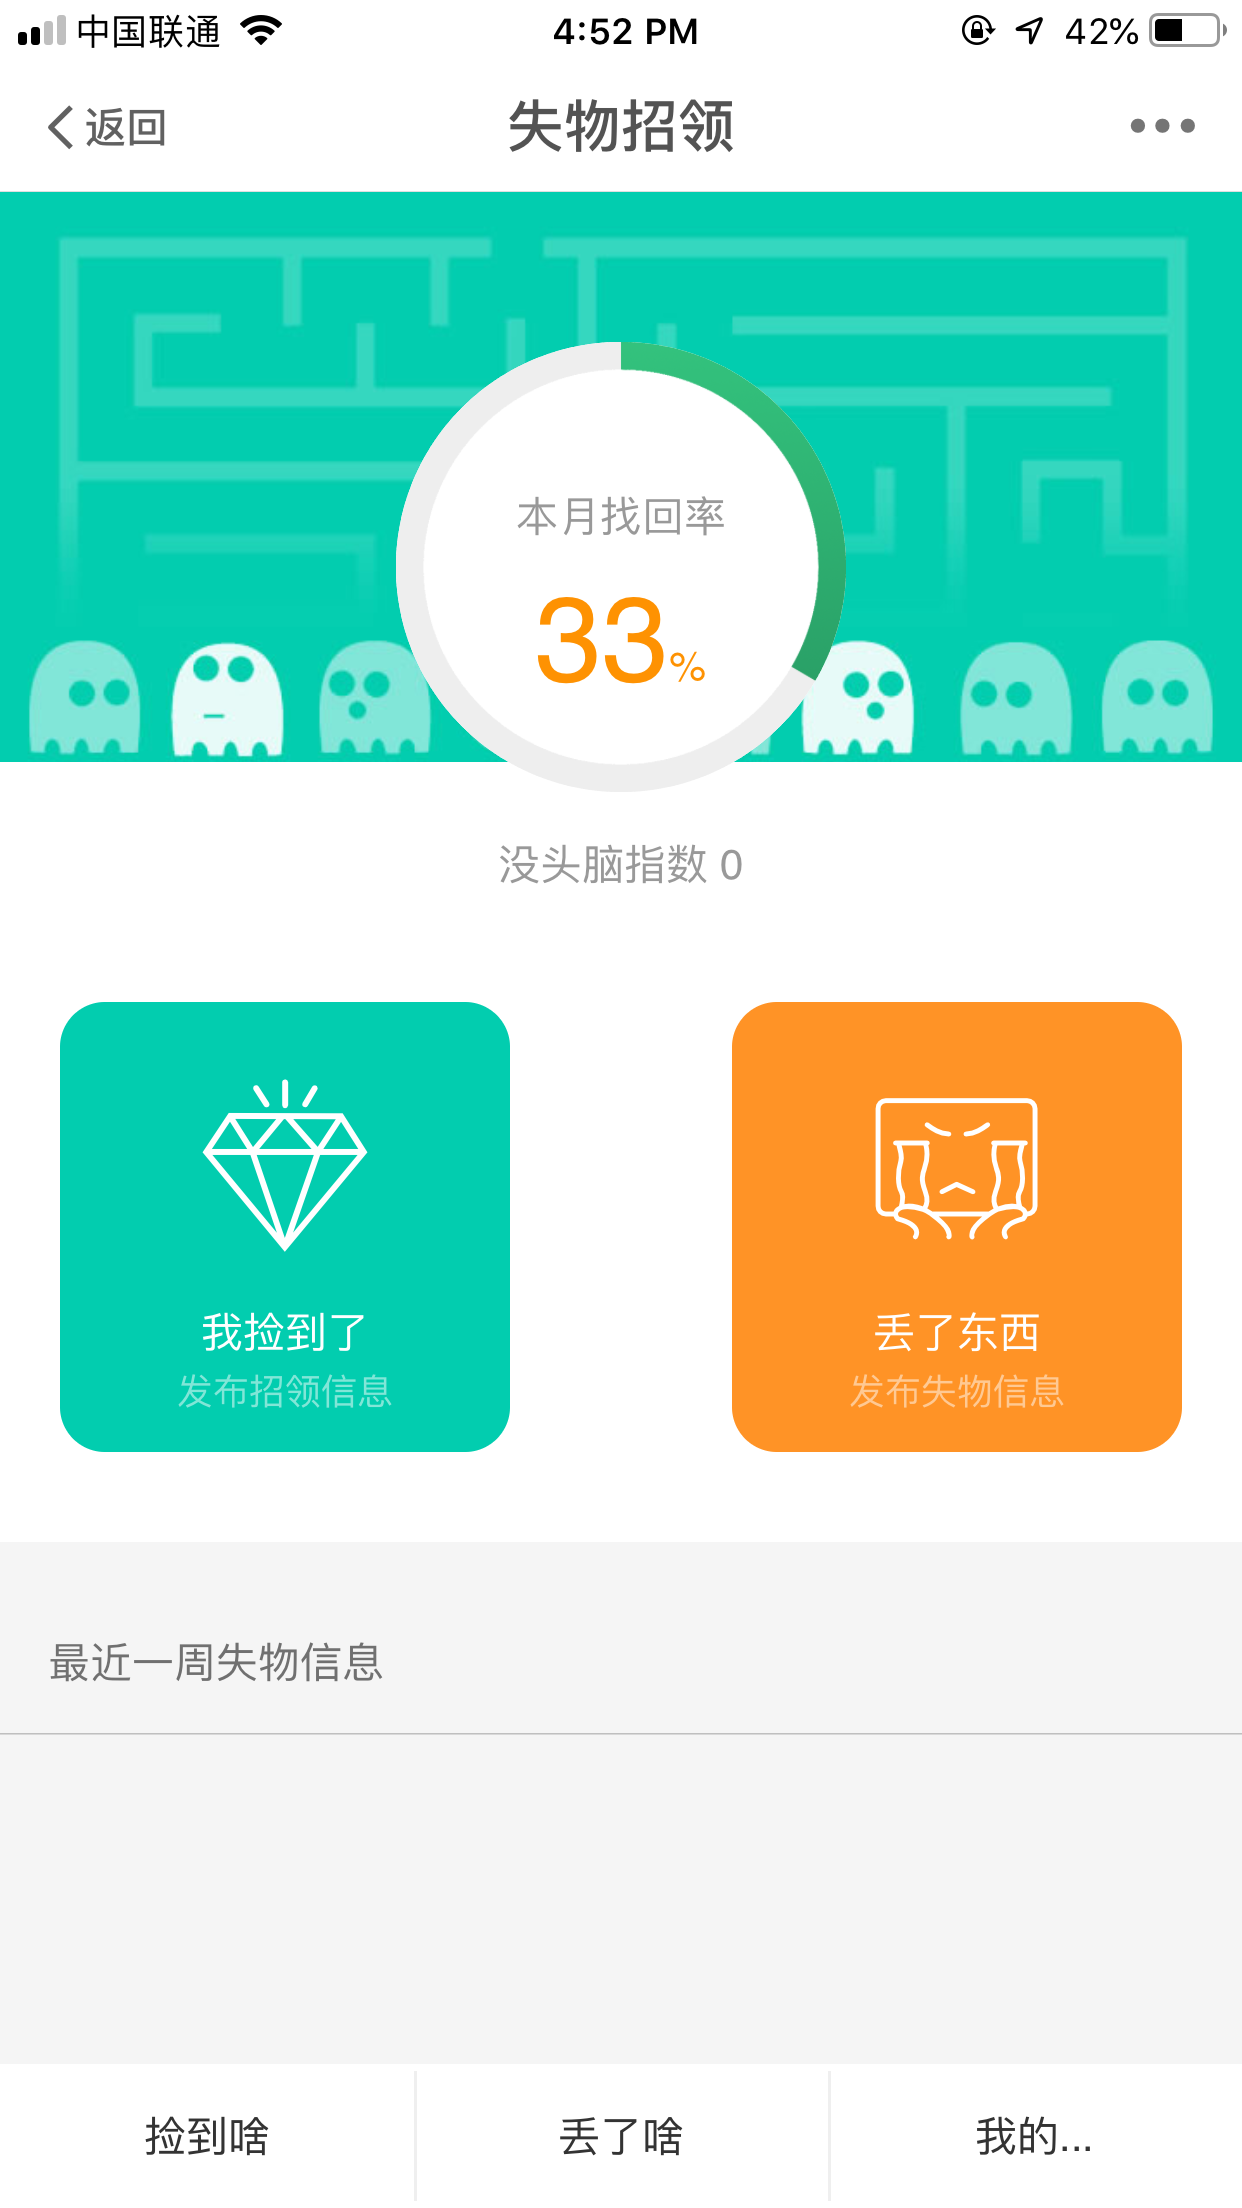 中国联通 4:52 PM 42%
返回 失物招领
本月找回率
33%
没头脑指数 0
我捡到了 丢了东西
发布招领信息 发布失物信息
最近一周失物信息
捡到啥 丢了啥 我的...